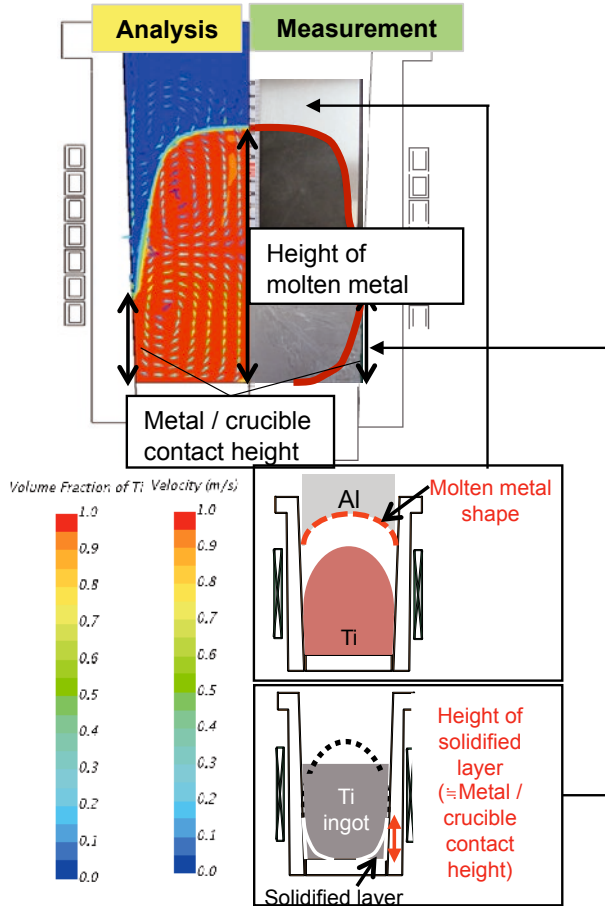 Analysis
Measurement
Height of
molten metal
Metal / crucible
contact height
Volume Fraction of Ti
Velocity (m/s)
1.0
0.9
0.8
0.7
0.6
0.5
0.4
0.3
0.2
0.1
0.0
1.0
0.9
0.8
0.7
0.6
0.5
0.4
0.3
0.2
0.1
0.0
Al
Molten metal
shape
Ti
Height of
solidified
layer
(≒Metal /
crucible
contact
height)
Ti
ingot
Solidified layer